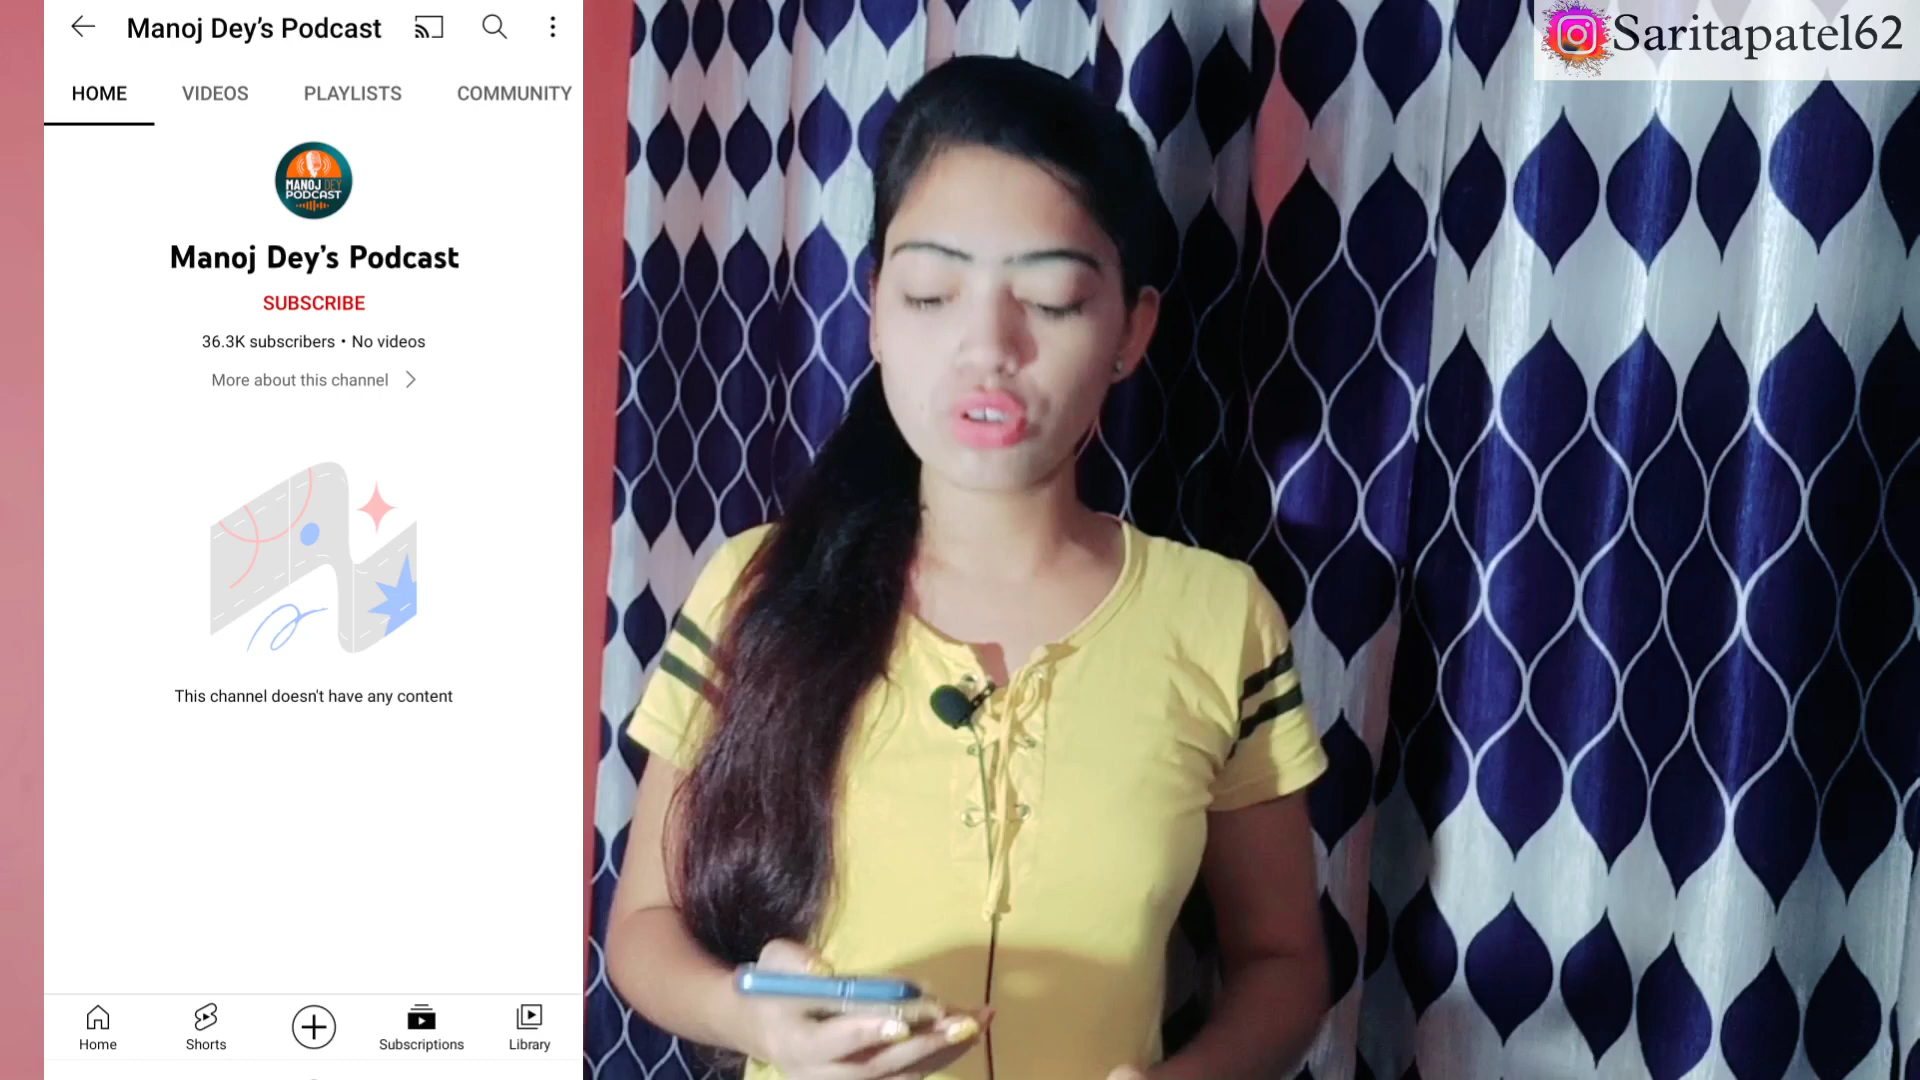 Manoj Dey’s Podcast
HOME VIDEOS PLAYLISTS COMMUNITY
MANOJ DEY
PODCAST
Manoj Dey’s Podcast
SUBSCRIBE
36.3K subscribers • No videos
More about this channel
This channel doesn't have any content
Home Shorts Subscriptions Library
Saritapatel62